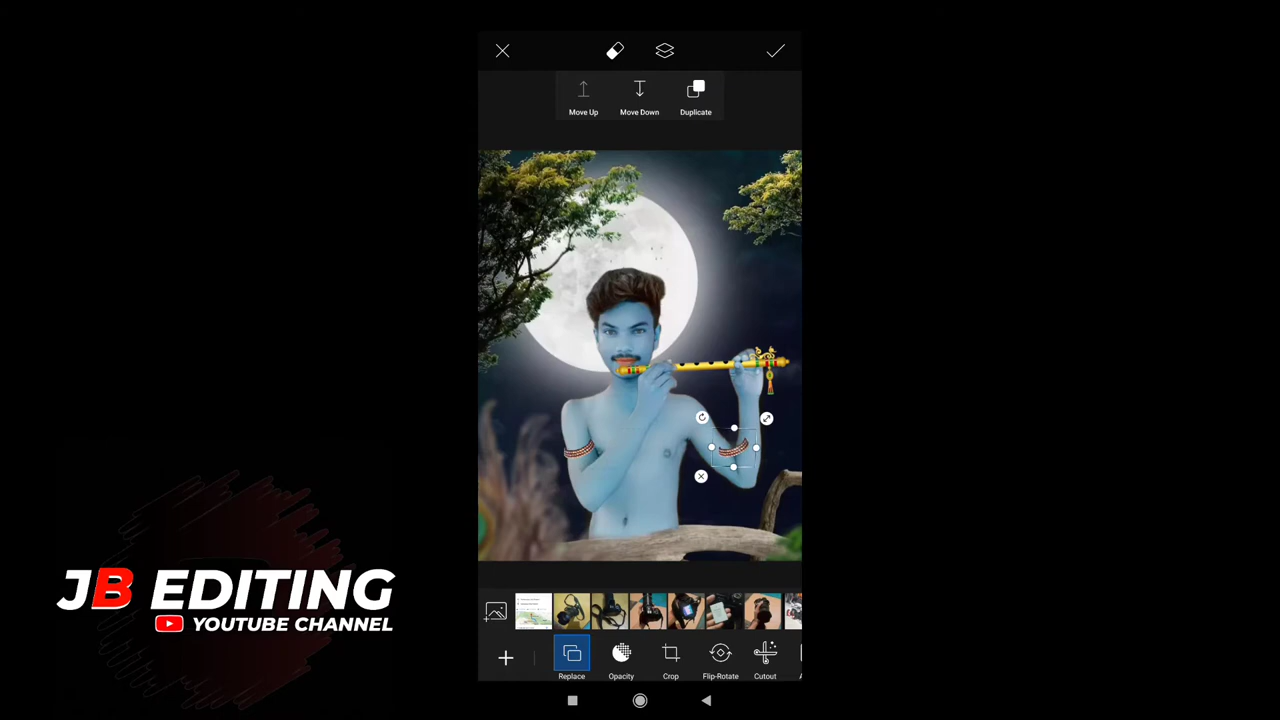 Move Up
Move Down
Duplicate
JB EDITING
YOUTUBE CHANNEL
Replace
Opacity
Crop
Flip-Rotate
Cutout